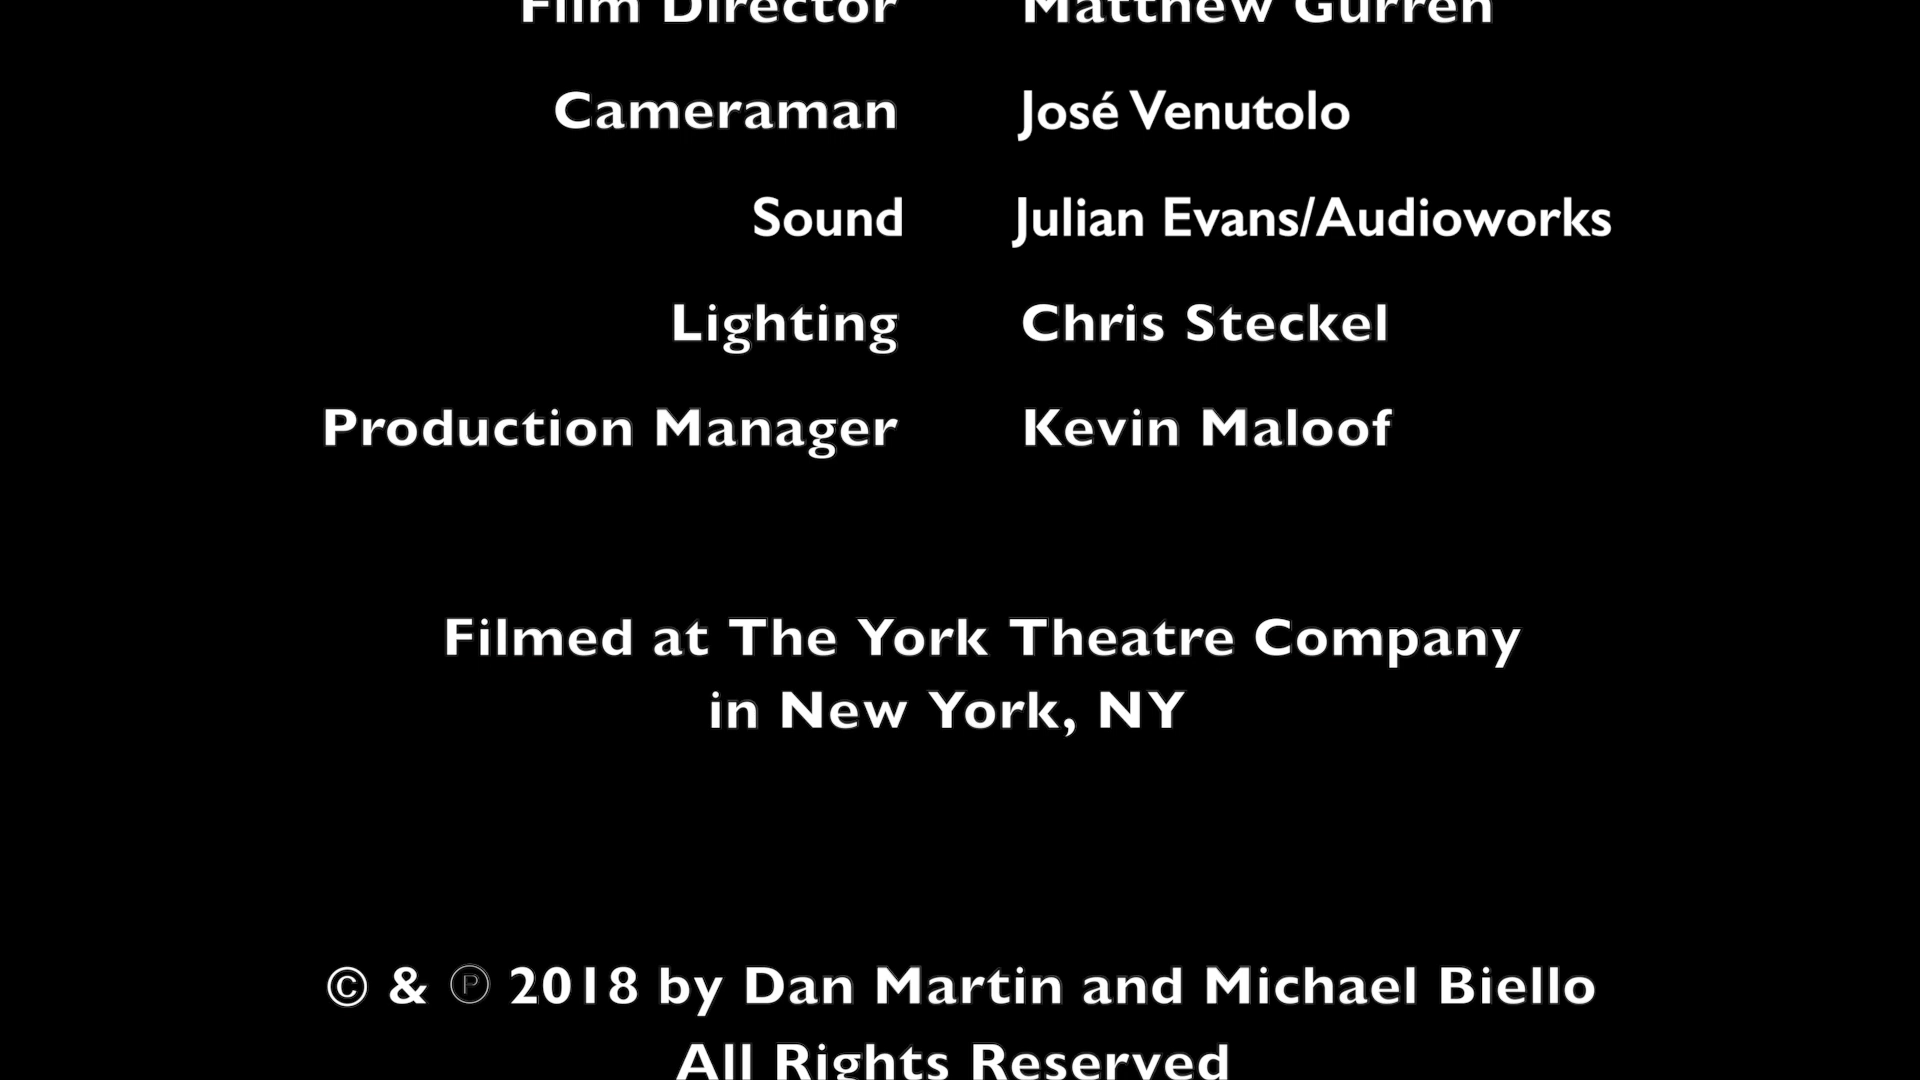 Film Director Matthew Gurren
Cameraman José Venutolo
Sound Julian Evans/Audioworks
Lighting Chris Steckel
Production Manager Kevin Maloof
Filmed at The York Theatre Company
in New York, NY
© & ℗ 2018 by Dan Martin and Michael Biello
All Rights Reserved